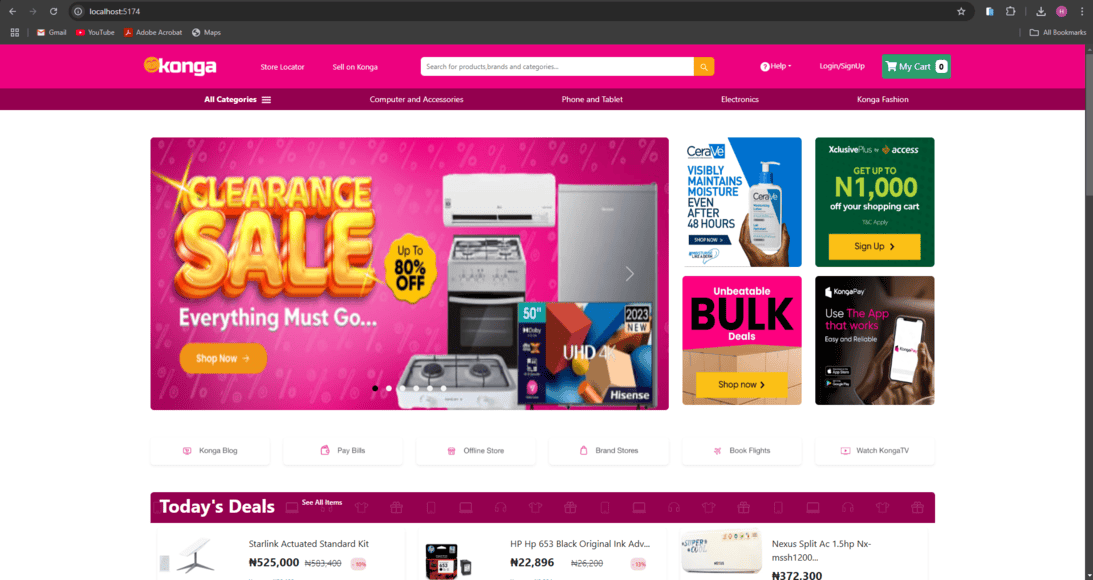 localhost:5174
Gmail
YouTube
Adobe Acrobat
Maps
All Bookmarks
konga
Store Locator
Sell on Konga
Search for products,brands and categories...
Help
Login/SignUp
My Cart 0
All Categories
Computer and Accessories
Phone and Tablet
Electronics
Konga Fashion
CLEARANCE
SALE
Up To
80%
OFF
Everything Must Go...
Shop Now →
50"
2023
NEW
UHD 4K
Hisense
CeraVe
VISIBLY
MAINTAINS
MOISTURE
EVEN
AFTER
48 HOURS
SHOP NOW >
CeraVe
XclusivePlus by access
GET UP TO
N1,000
off your shopping cart
T&C Apply
Sign Up >
Unbeatable
BULK
Deals
Shop now >
KongaPay
Use The App
that works
Easy and Reliable
App Store
Google Play
Konga Blog
Pay Bills
Offline Store
Brand Stores
Book Flights
Watch KongaTV
Today's Deals
See All Items
Starlink Actuated Standard Kit
₦525,000 ₦583,400 - 10%
HP Hp 653 Black Original Ink Adv...
₦22,896 ₦26,200 - 13%
Nexus Split Ac 1.5hp Nx-
mssh1200...
₦372,300